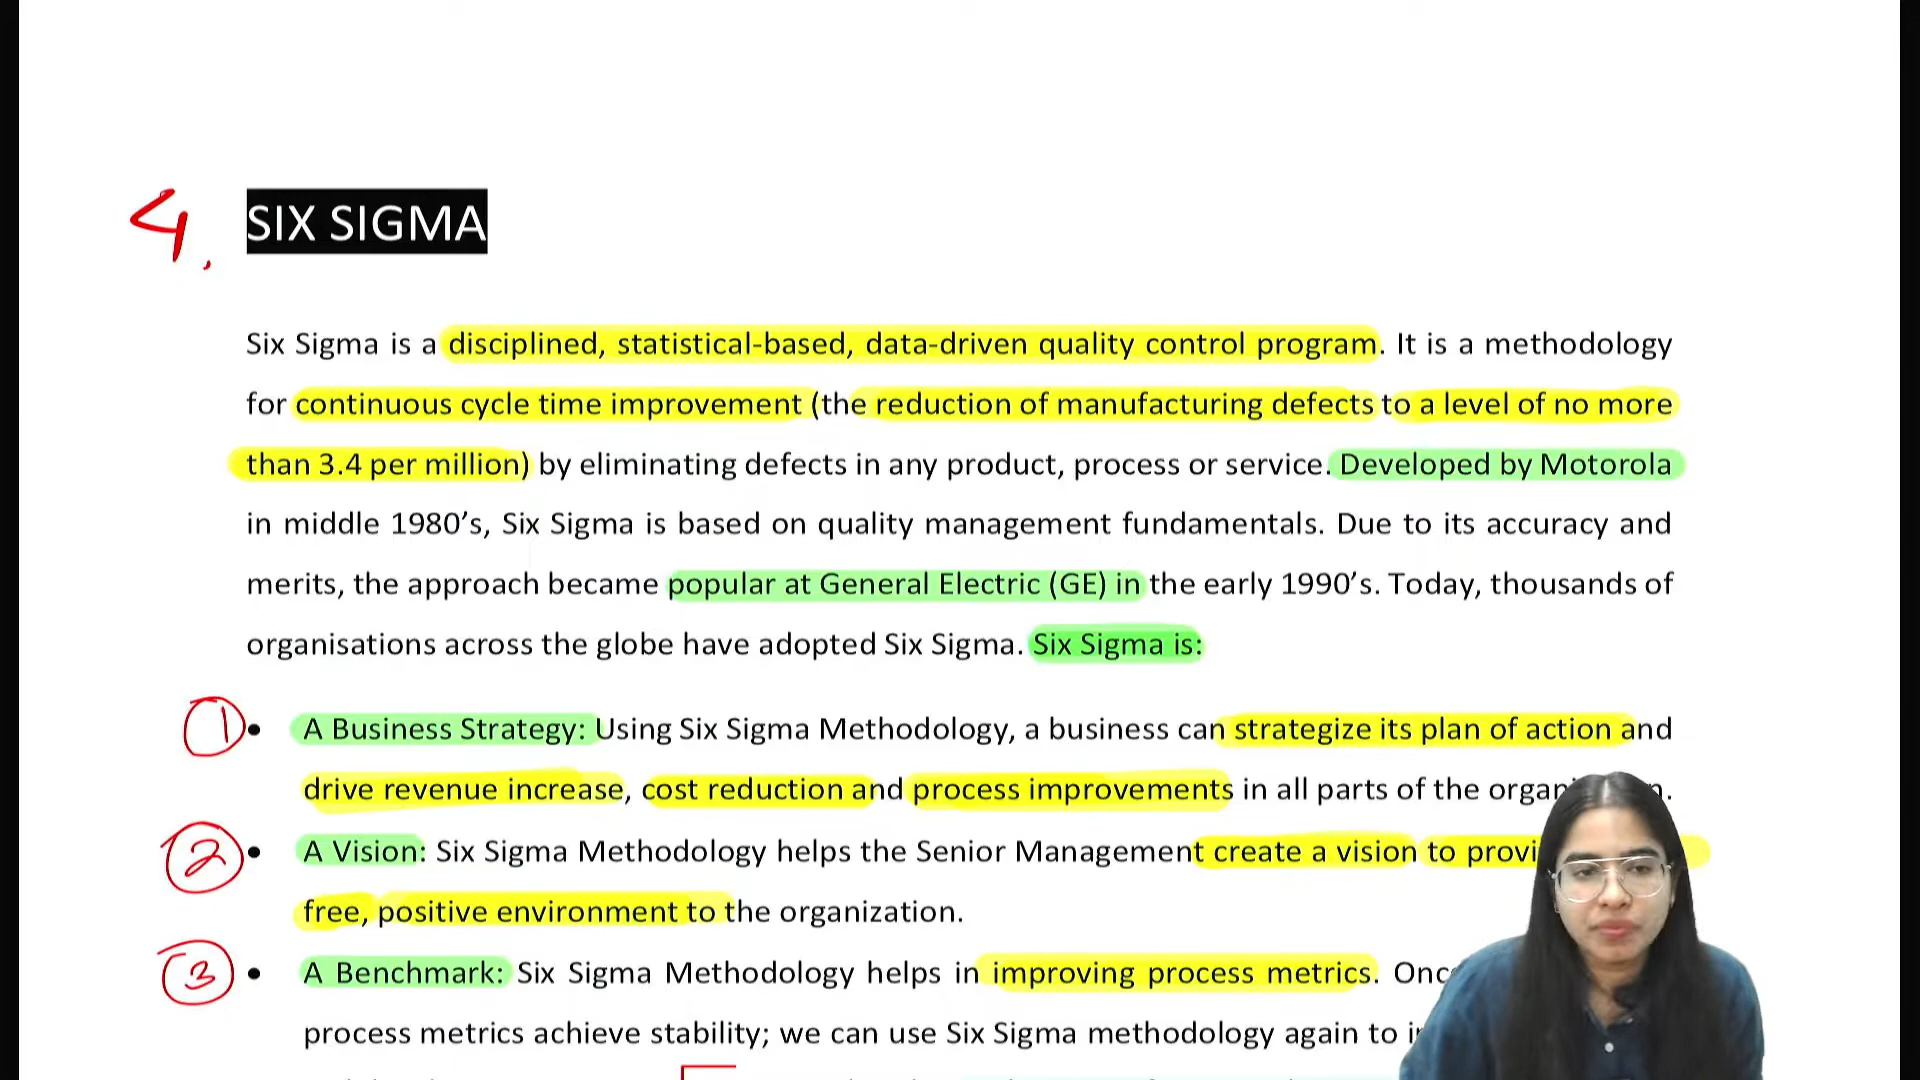 4. SIX SIGMA
Six Sigma is a disciplined, statistical-based, data-driven quality control program. It is a methodology
for continuous cycle time improvement (the reduction of manufacturing defects to a level of no more
than 3.4 per million) by eliminating defects in any product, process or service. Developed by Motorola
in middle 1980’s, Six Sigma is based on quality management fundamentals. Due to its accuracy and
merits, the approach became popular at General Electric (GE) in the early 1990’s. Today, thousands of
organisations across the globe have adopted Six Sigma. Six Sigma is:
1 • A Business Strategy: Using Six Sigma Methodology, a business can strategize its plan of action and
drive revenue increase, cost reduction and process improvements in all parts of the
2 • A Vision: Six Sigma Methodology helps the Senior Management create a vision to
free, positive environment to the organization.
3 • A Benchmark: Six Sigma Methodology helps in improving process metrics.
process metrics achieve stability; we can use Six Sigma methodology again to